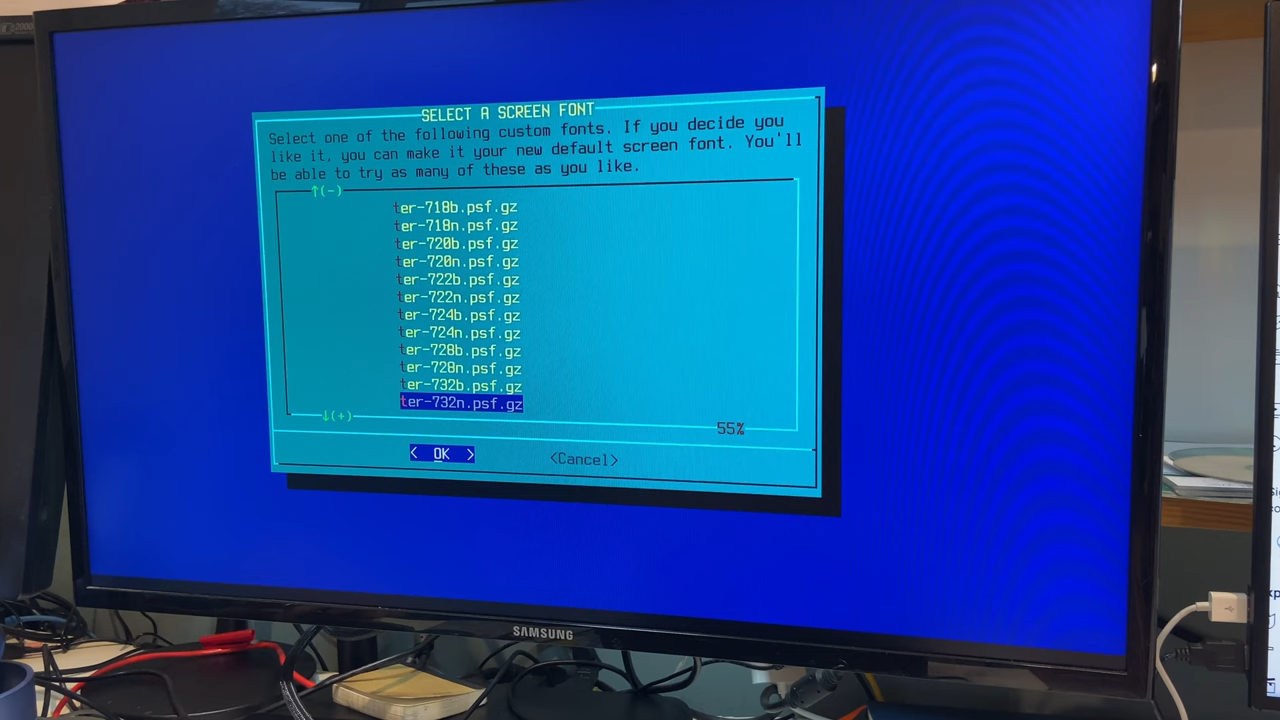 2000
SELECT A SCREEN FONT
Select one of the following custom fonts. If you decide you
like it, you can make it your new default screen font. You'll
be able to try as many of these as you like.
↑(-)
ter-718b.psf.gz
ter-718n.psf.gz
ter-720b.psf.gz
ter-720n.psf.gz
ter-722b.psf.gz
ter-722n.psf.gz
ter-724b.psf.gz
ter-724n.psf.gz
ter-728b.psf.gz
ter-728n.psf.gz
ter-732b.psf.gz
ter-732n.psf.gz
↓(+)
55%
< OK >
<Cancel>
SAMSUNG